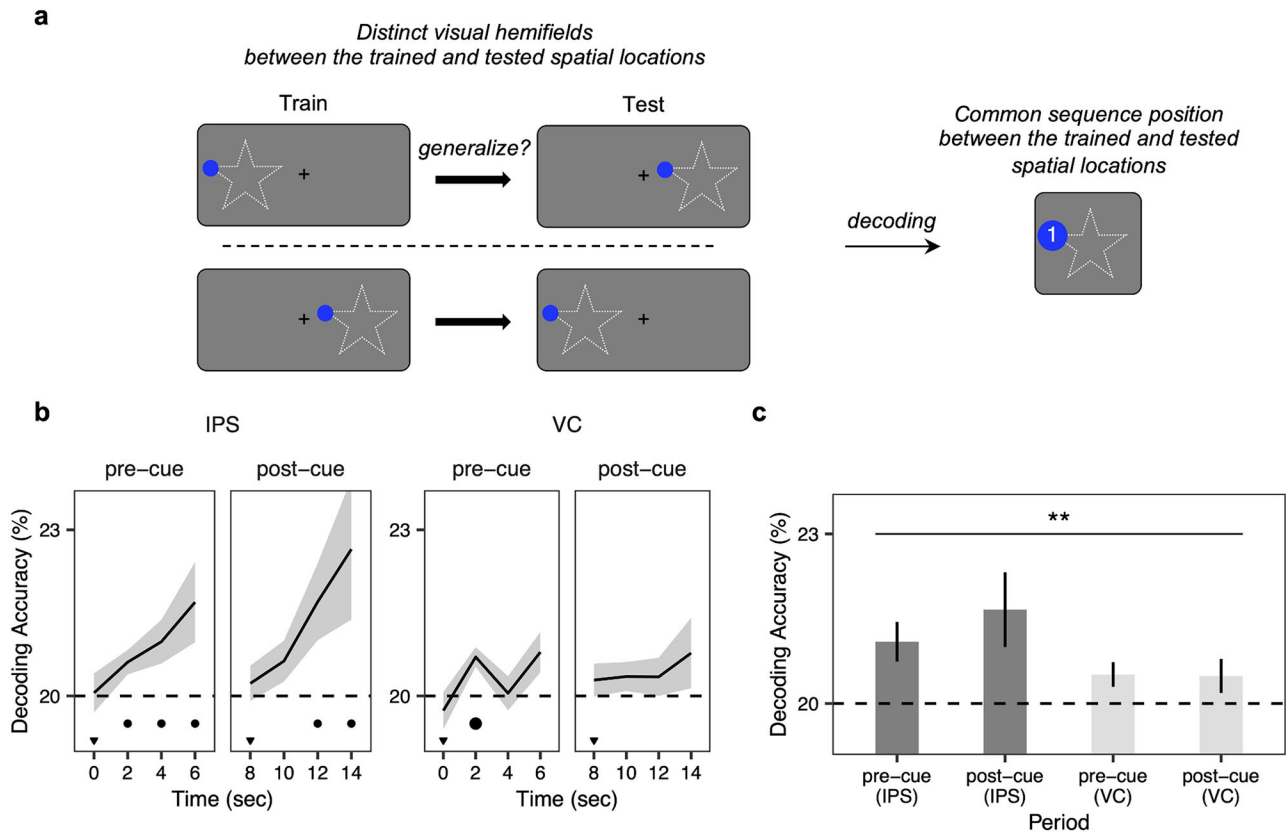 a
Distinct visual hemifields
between the trained and tested spatial locations
Train
Test
generalize?
decoding
Common sequence position
between the trained and tested
spatial locations
1
b
IPS
VC
pre–cue
post–cue
pre–cue
post–cue
Decoding Accuracy (%)
23
20
23
20
0 2 4 6
8 10 12 14
0 2 4 6
8 10 12 14
Time (sec)
Time (sec)
c
**
Decoding Accuracy (%)
23
20
pre–cue
(IPS)
post–cue
(IPS)
pre–cue
(VC)
post–cue
(VC)
Period